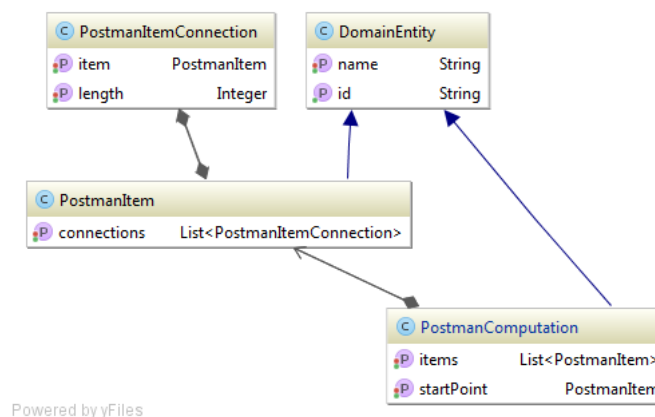 PostmanItemConnection
item PostmanItem
length Integer
DomainEntity
name String
id String
PostmanItem
connections List<PostmanItemConnection>
PostmanComputation
items List<PostmanItem>
startPoint PostmanItem
Powered by yFiles